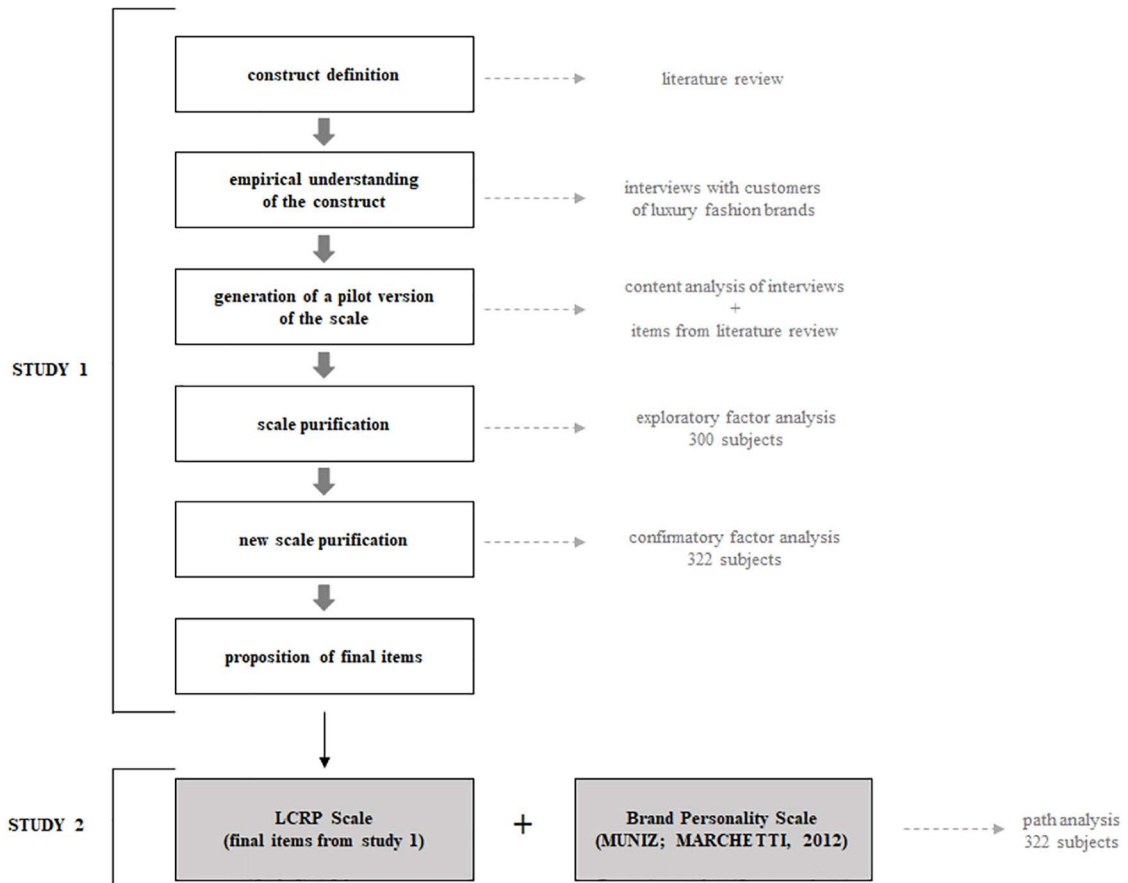 construct definition
literature review
empirical understanding
of the construct
interviews with customers
of luxury fashion brands
generation of a pilot version
of the scale
content analysis of interviews
+
items from literature review
STUDY 1
scale purification
exploratory factor analysis
300 subjects
new scale purification
confirmatory factor analysis
322 subjects
proposition of final items
STUDY 2
LCRP Scale
(final items from study 1)
+
Brand Personality Scale
(MUNIZ; MARCHETTI, 2012)
path analysis
322 subjects